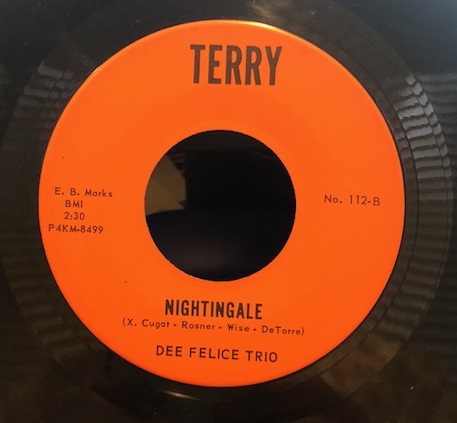 TERRY
E. B. Marks
BMI
2:30
P4KM-8499
No. 112-B
NIGHTINGALE
(X. Cugat - Rosner - Wise - DeTorre)
DEE FELICE TRIO